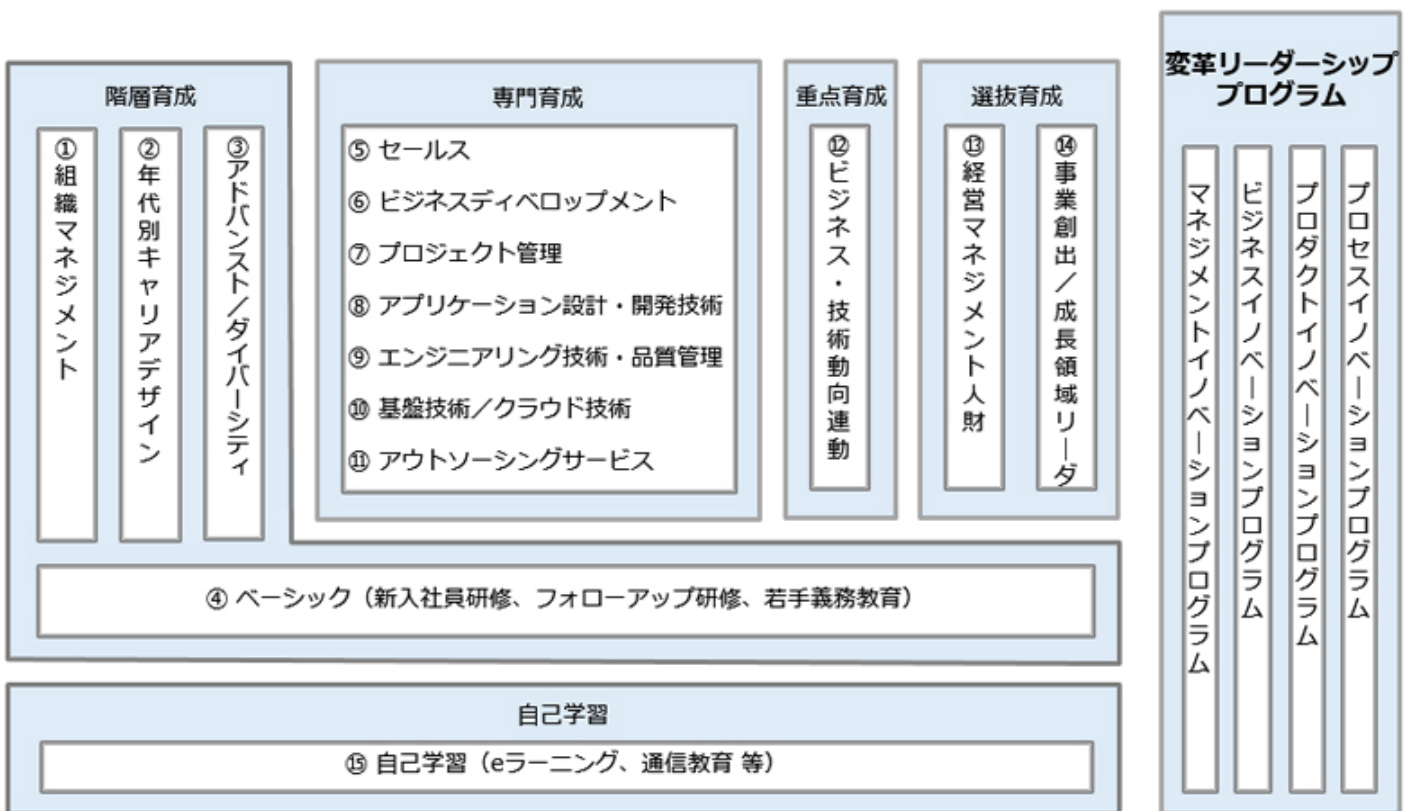 階層育成
①組織マネジメント
②年代別キャリアデザイン
③アドバンスト/ダイバーシティ
専門育成
⑤ セールス
⑥ ビジネスディベロップメント
⑦ プロジェクト管理
⑧ アプリケーション設計・開発技術
⑨ エンジニアリング技術・品質管理
⑩ 基盤技術/クラウド技術
⑪ アウトソーシングサービス
重点育成
⑫ビジネス・技術動向連動
選抜育成
⑬経営マネジメント人財
⑭事業創出/成長領域リーダ
④ ベーシック(新入社員研修、フォローアップ研修、若手義務教育)
自己学習
⑮ 自己学習(eラーニング、通信教育 等)
変革リーダーシップ
プログラム
マネジメントイノベーションプログラム
ビジネスイノベーションプログラム
プロダクトイノベーションプログラム
プロセスイノベーションプログラム